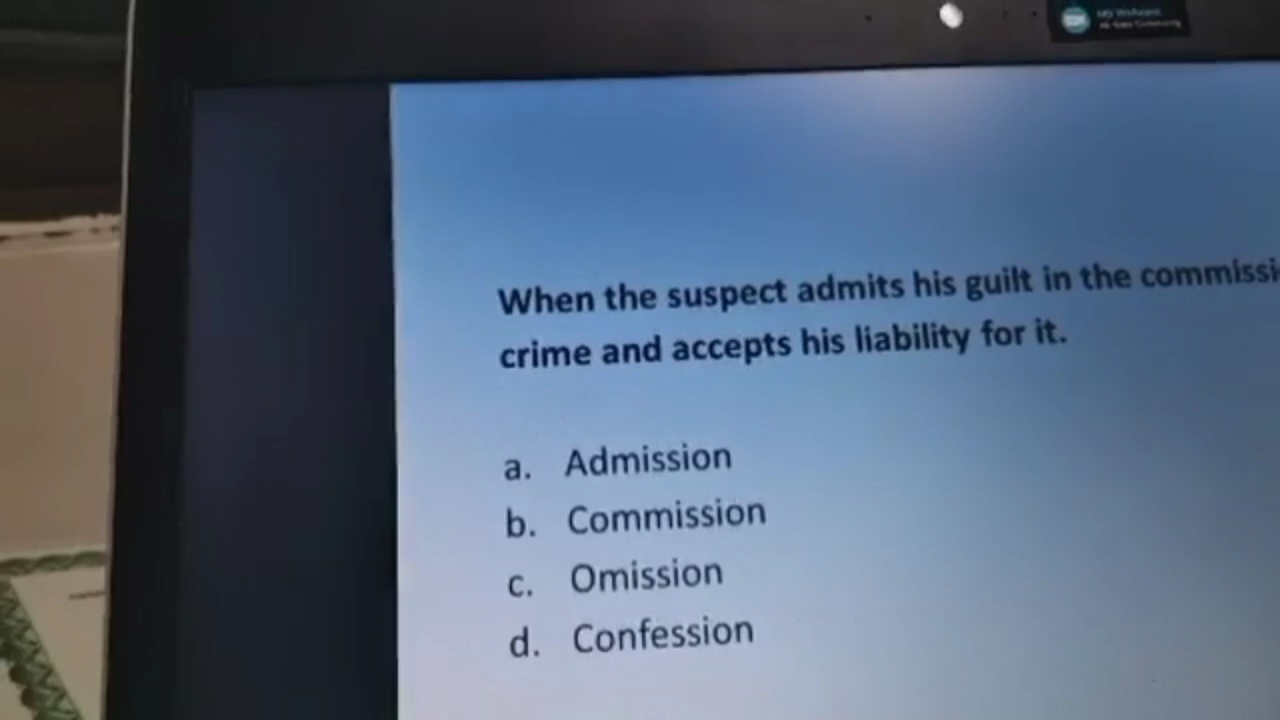 When the suspect admits his guilt in the commissi
crime and accepts his liability for it.
a. Admission
b. Commission
c. Omission
d. Confession